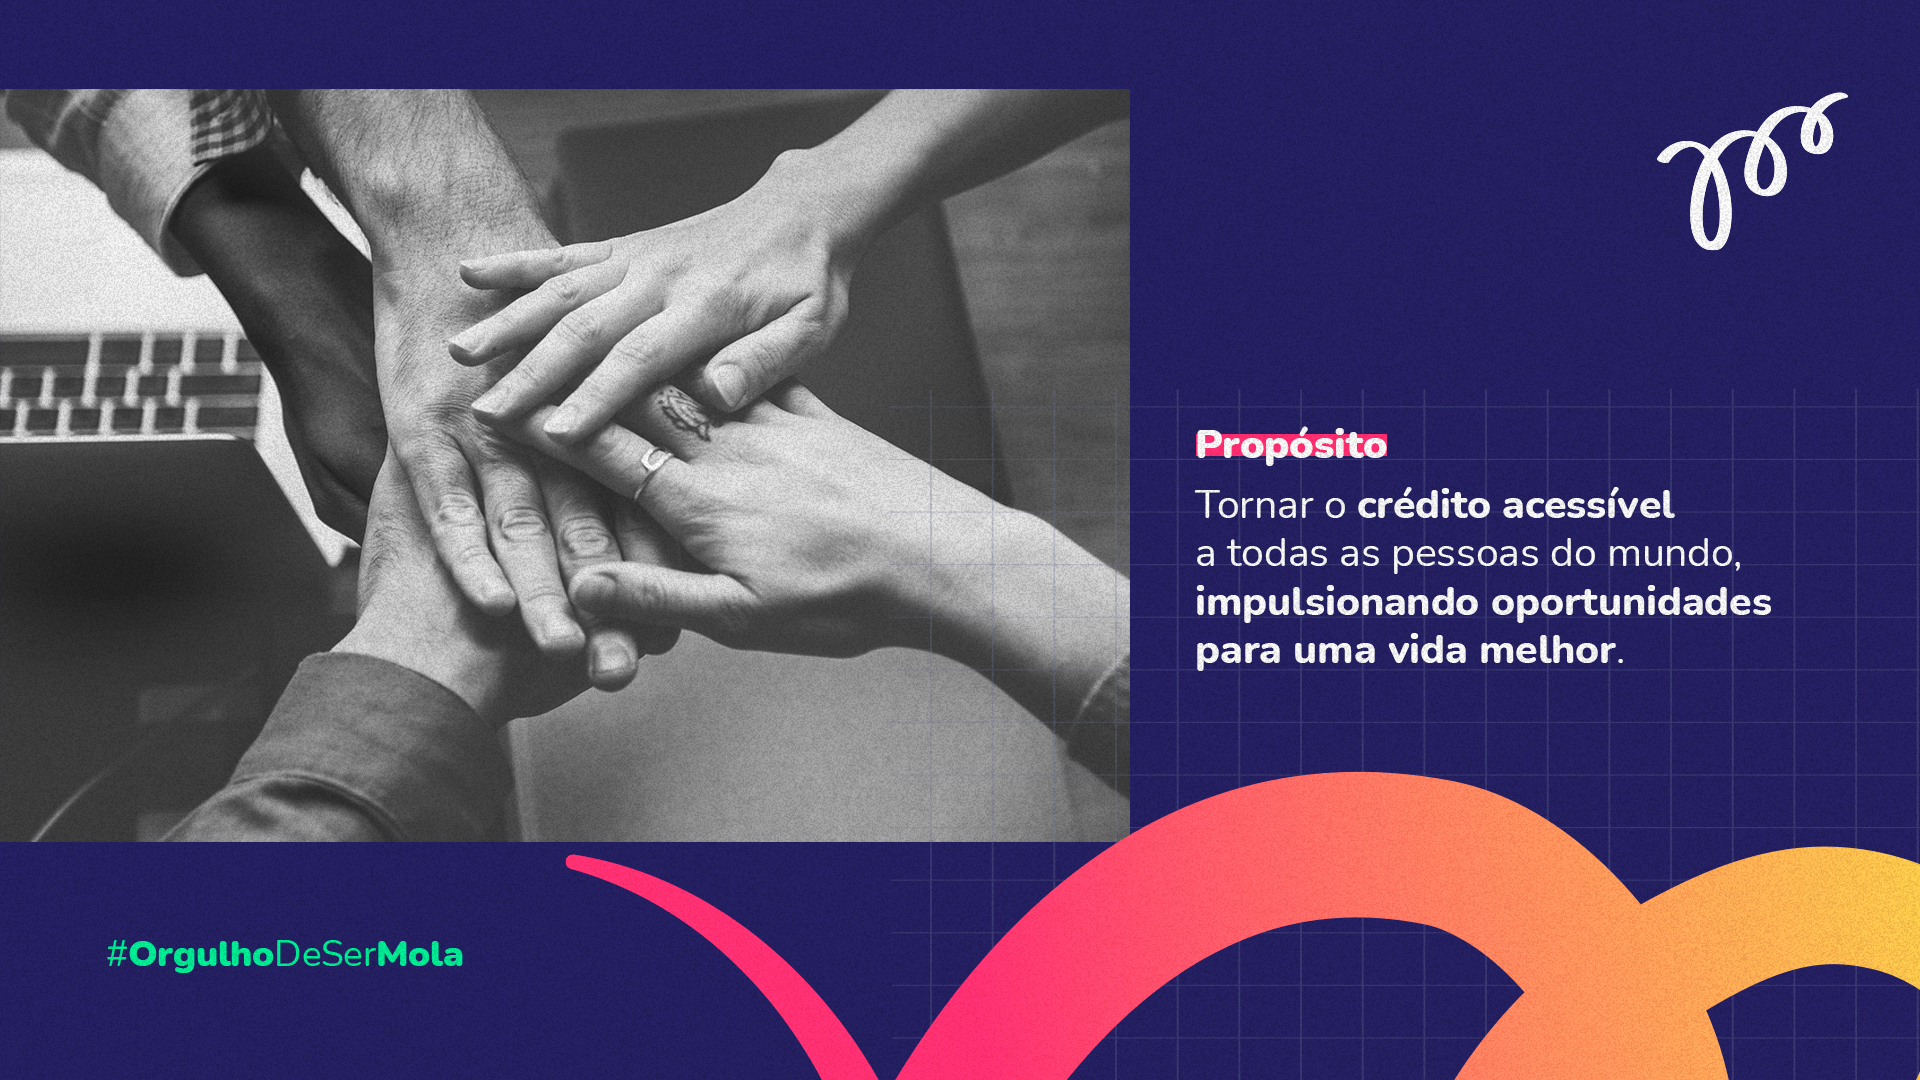 Propósito
Tornar o crédito acessível
a todas as pessoas do mundo,
impulsionando oportunidades
para uma vida melhor.
#OrgulhoDeSerMola